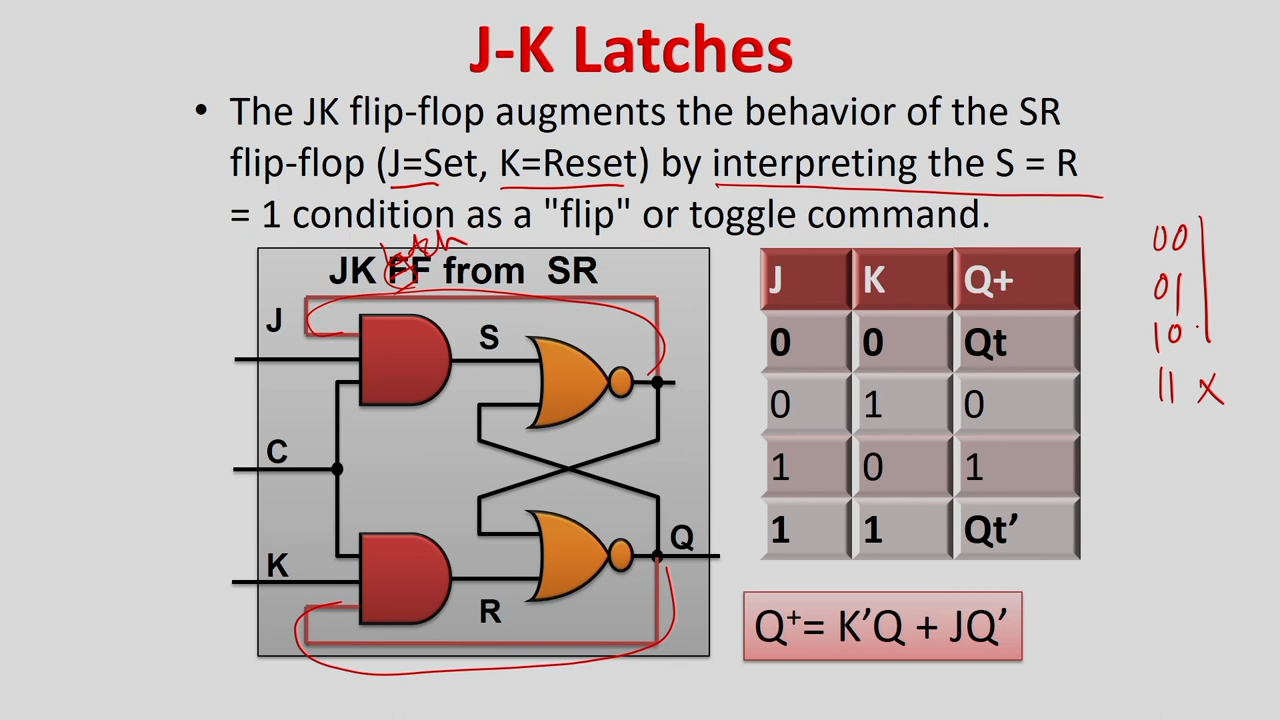 J-K Latches
• The JK flip-flop augments the behavior of the SR
flip-flop (J=Set, K=Reset) by interpreting the S = R
= 1 condition as a "flip" or toggle command.
latch
JK FF from SR
J
S
C
K
R
Q
J K Q+
0 0 Qt
0 1 0
1 0 1
1 1 Qt’
Q+= K’Q + JQ’
00
01
10
11 x